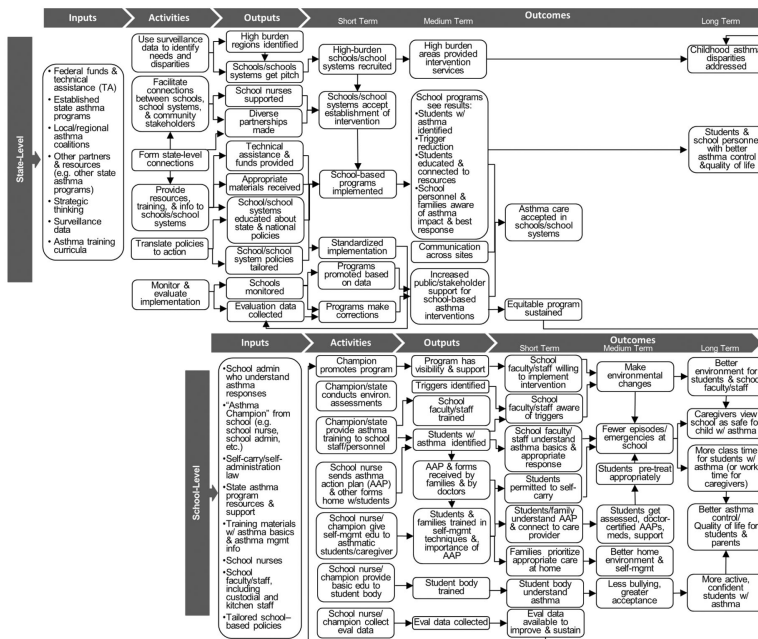 Inputs
Activities
Outputs
Outcomes
Short Term
Medium Term
Long Term
State-Level
•Federal funds &
technical
assistance (TA)
•Established
state asthma
programs
•Local/regional
asthma
coalitions
•Other partners
& resources
(e.g. other state
asthma
programs)
•Strategic
thinking
•Surveillance
data
•Asthma training
curricula
Use surveillance
data to identify
needs and
disparities
Facilitate
connections
between schools,
school systems,
& community
stakeholders
Form state-level
connections
Provide
resources,
training, & info to
schools/school
systems
Translate policies
to action
Monitor &
evaluate
implementation
High burden
regions identified
Schools/schools
systems get pitch
School nurses
supported
Diverse
partnerships
made
Technical
assistance &
funds provided
Appropriate
materials received
School/school
systems
educated about
state & national
policies
School/school
system policies
tailored
Schools
monitored
Evaluation data
collected
High-burden
schools/school
systems recruited
Schools/school
systems accept
establishment of
intervention
School-based
programs
implemented
Standardized
implementation
Programs
promoted based
on data
Programs make
corrections
High burden
areas provided
intervention
services
School programs
see results:
•Students w/
asthma
identified
•Trigger
reduction
•Students
educated &
connected to
resources
•School
personnel &
families aware of
asthma impact
& best response
Communication
across sites
Increased
public/stakeholder
support for
school-based
asthma
interventions
Asthma care
accepted in
schools/school
systems
Equitable program
sustained
Childhood asthma
disparities
addressed
Students &
school personnel
with better
asthma control
&quality of life
School-Level
Inputs
Activities
Outputs
Outcomes
Short Term
Medium Term
Long Term
•School admin
who understand
asthma
responses
•"Asthma
Champion" from
school (e.g.
school nurse,
school admin,
etc.)
•Self-carry/self-
administration
law
•State asthma
program
resources &
support
•Training materials
w/ asthma basics
& asthma mgmt
info
•School nurses
•School
faculty/staff,
including
custodial and
kitchen staff
•Tailored school–
based policies
Champion
promotes program
Champion/state
conducts environ.
assessments
Champion/state
provide asthma
training to school
staff/personnel
School nurse
sends asthma
action plan (AAP)
& other forms
home w/students
School nurse/
champion give
self-mgmt edu to
asthmatic
students/caregiver
School nurse/
champion provide
basic edu to
student body
School nurse/
champion collect
eval data
Program has
visibility & support
Triggers identified
School
faculty/staff
trained
Students w/
asthma identified
AAP & forms
received by
families & by
doctors
Students &
families trained in
self-mgmt
techniques &
importance of
AAP
Student body
trained
Eval data collected
School
faculty/staff willing
to implement
intervention
School
faculty/staff aware
of triggers
School faculty/
staff understand
asthma basics &
appropriate
response
Students
permitted to self-
carry
Students/family
understand AAP
& connect to care
provider
Families prioritize
appropriate care
at home
Student body
understand
asthma
Eval data
available to
improve & sustain
Make
environmental
changes
Fewer episodes/
emergencies at
school
Students pre-treat
appropriately
Students get
assessed, doctor-
certified AAPs,
meds, support
Better home
environment &
self-mgmt
Less bullying,
greater
acceptance
Better
environment for
students & school
faculty/staff
Caregivers view
school as safe for
child w/ asthma
More class time
for students w/
asthma (or work
time for
caregivers)
Better asthma
control/
Quality of life for
students &
parents
More active,
confident
students w/
asthma